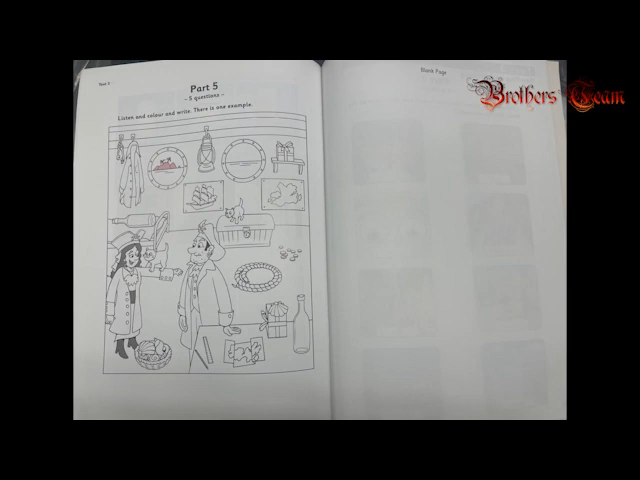 Test 3
Part 5
– 5 questions –
Listen and colour and write. There is one example.
Blank Page
Brothers Team